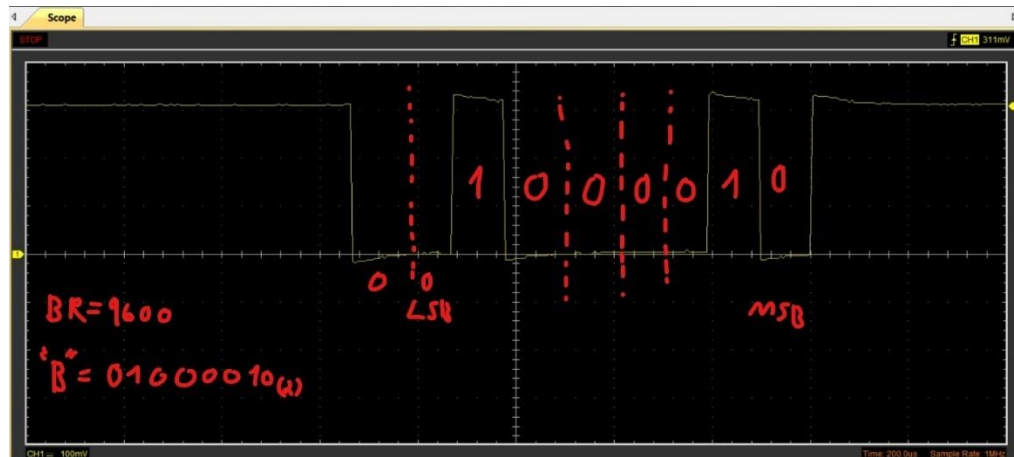 Scope
STOP
CH1 311mV
1 0 0 0 0 1 0
1
0 0
LSB
MSB
BR=9600
"B"= 01000010(2)
CH1 100mV
Time: 200.0us Sample Rate: 1MHz